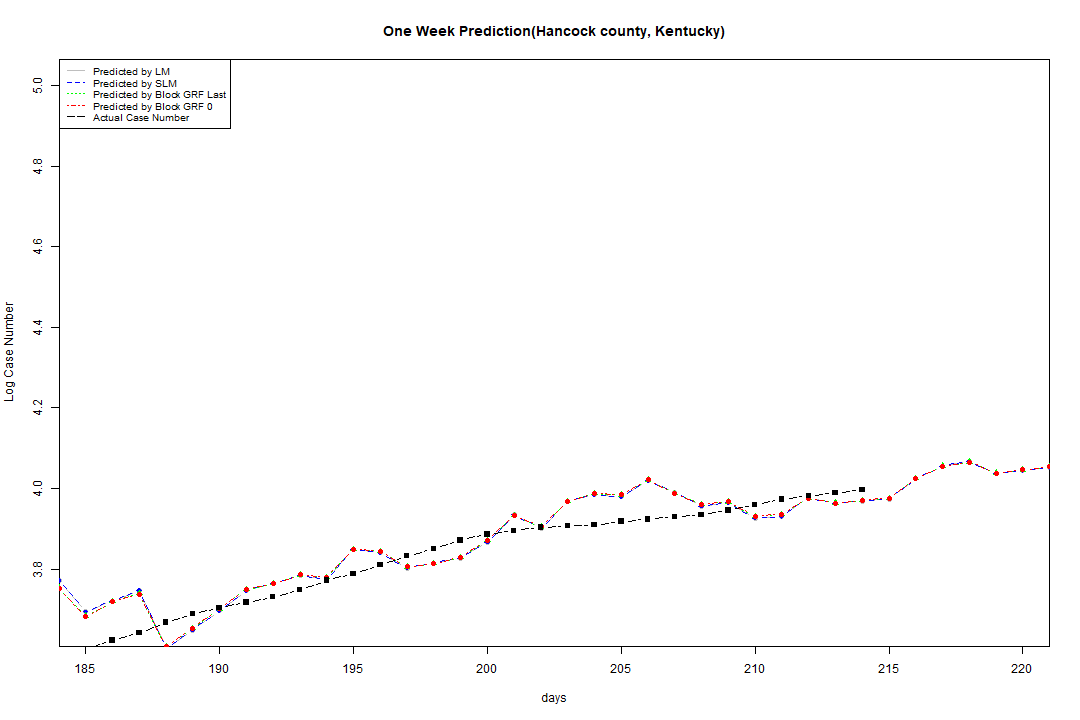 One Week Prediction(Hancock county, Kentucky)
Predicted by LM
Predicted by SLM
Predicted by Block GRF Last
Predicted by Block GRF 0
Actual Case Number
5.0
4.8
4.6
4.4
4.2
4.0
3.8
Log Case Number
185 190 195 200 205 210 215 220
days